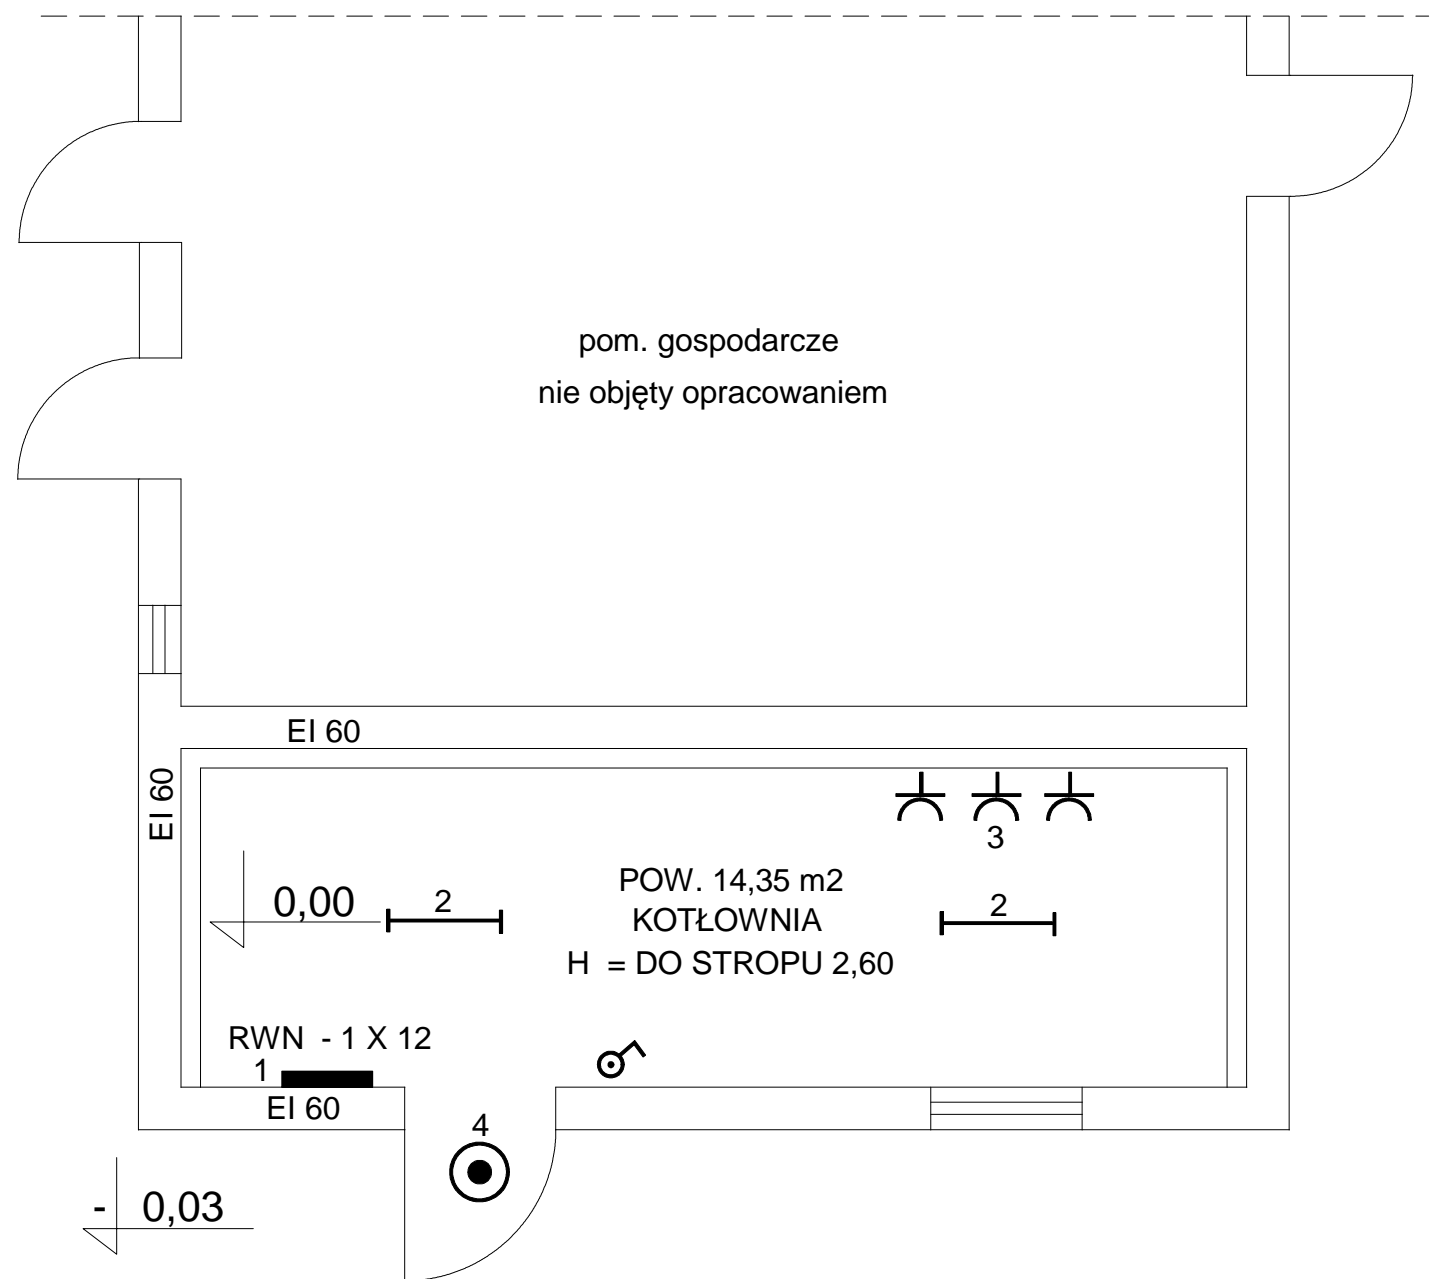 pom. gospodarcze
nie objęty opracowaniem
EI 60
EI 60
3
POW. 14,35 m2
0,00
2
2
KOTŁOWNIA
H = DO STROPU 2,60
RWN - 1 X 12
1
EI 60
4
- 0,03